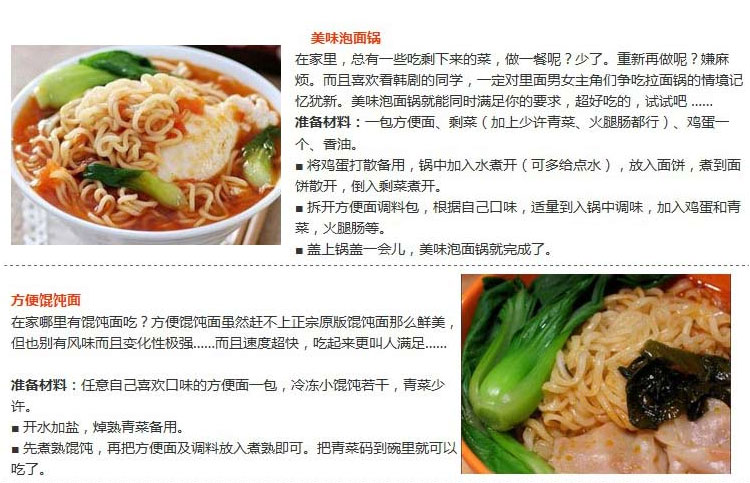 美味泡面锅
在家里，总有一些吃剩下来的菜，做一餐呢？少了。重新再做呢？嫌麻
烦。而且喜欢看韩剧的同学，一定对里面男女主角们争吃拉面锅的情境记
忆犹新。美味泡面锅就能同时满足你的要求，超好吃的，试试吧 ......
准备材料：一包方便面、剩菜（加上少许青菜、火腿肠都行）、鸡蛋一
个、香油。
■ 将鸡蛋打散备用，锅中加入水煮开（可多给点水），放入面饼，煮到面
饼散开，倒入剩菜煮开。
■ 拆开方便面调料包，根据自己口味，适量到入锅中调味，加入鸡蛋和青
菜，火腿肠等。
■ 盖上锅盖一会儿，美味泡面锅就完成了。
方便馄饨面
在家哪里有馄饨面吃？方便馄饨面虽然赶不上正宗原版馄饨面那么鲜美，
但也别有风味而且变化性极强......而且速度超快，吃起来更叫人满足......
准备材料：任意自己喜欢口味的方便面一包，冷冻小馄饨若干，青菜少
许。
■ 开水加盐，焯熟青菜备用。
■ 先煮熟馄饨，再把方便面及调料放入煮熟即可。把青菜码到碗里就可以
吃了。